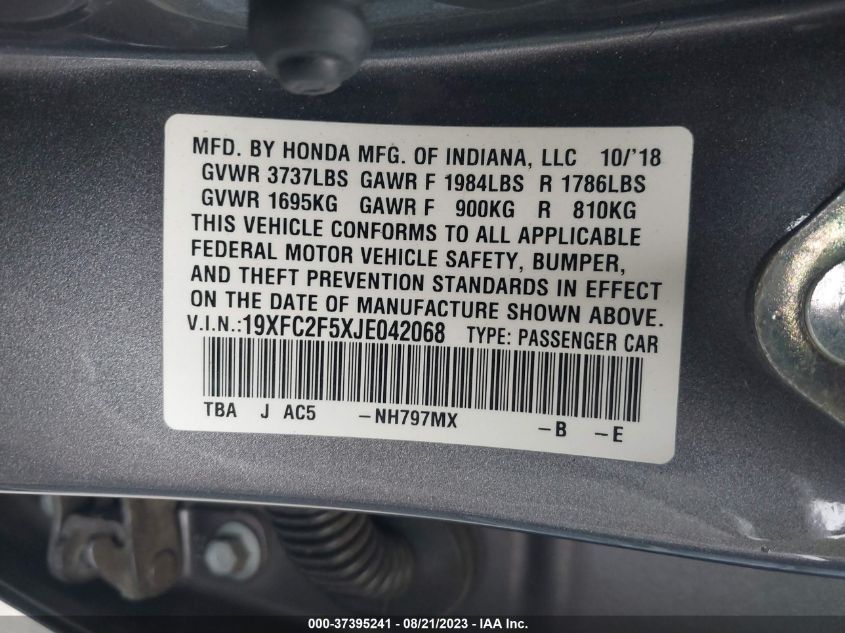 MFD. BY HONDA MFG. OF INDIANA, LLC 10/'18
GVWR 3737LBS GAWR F 1984LBS R 1786LBS
GVWR 1695KG GAWR F 900KG R 810KG
THIS VEHICLE CONFORMS TO ALL APPLICABLE
FEDERAL MOTOR VEHICLE SAFETY, BUMPER,
AND THEFT PREVENTION STANDARDS IN EFFECT
ON THE DATE OF MANUFACTURE SHOWN ABOVE.
V.I.N.:19XFC2F5XJE042068 TYPE: PASSENGER CAR
TBA J AC5 -NH797MX -B -E
000-37395241 - 08/21/2023 - IAAI.com